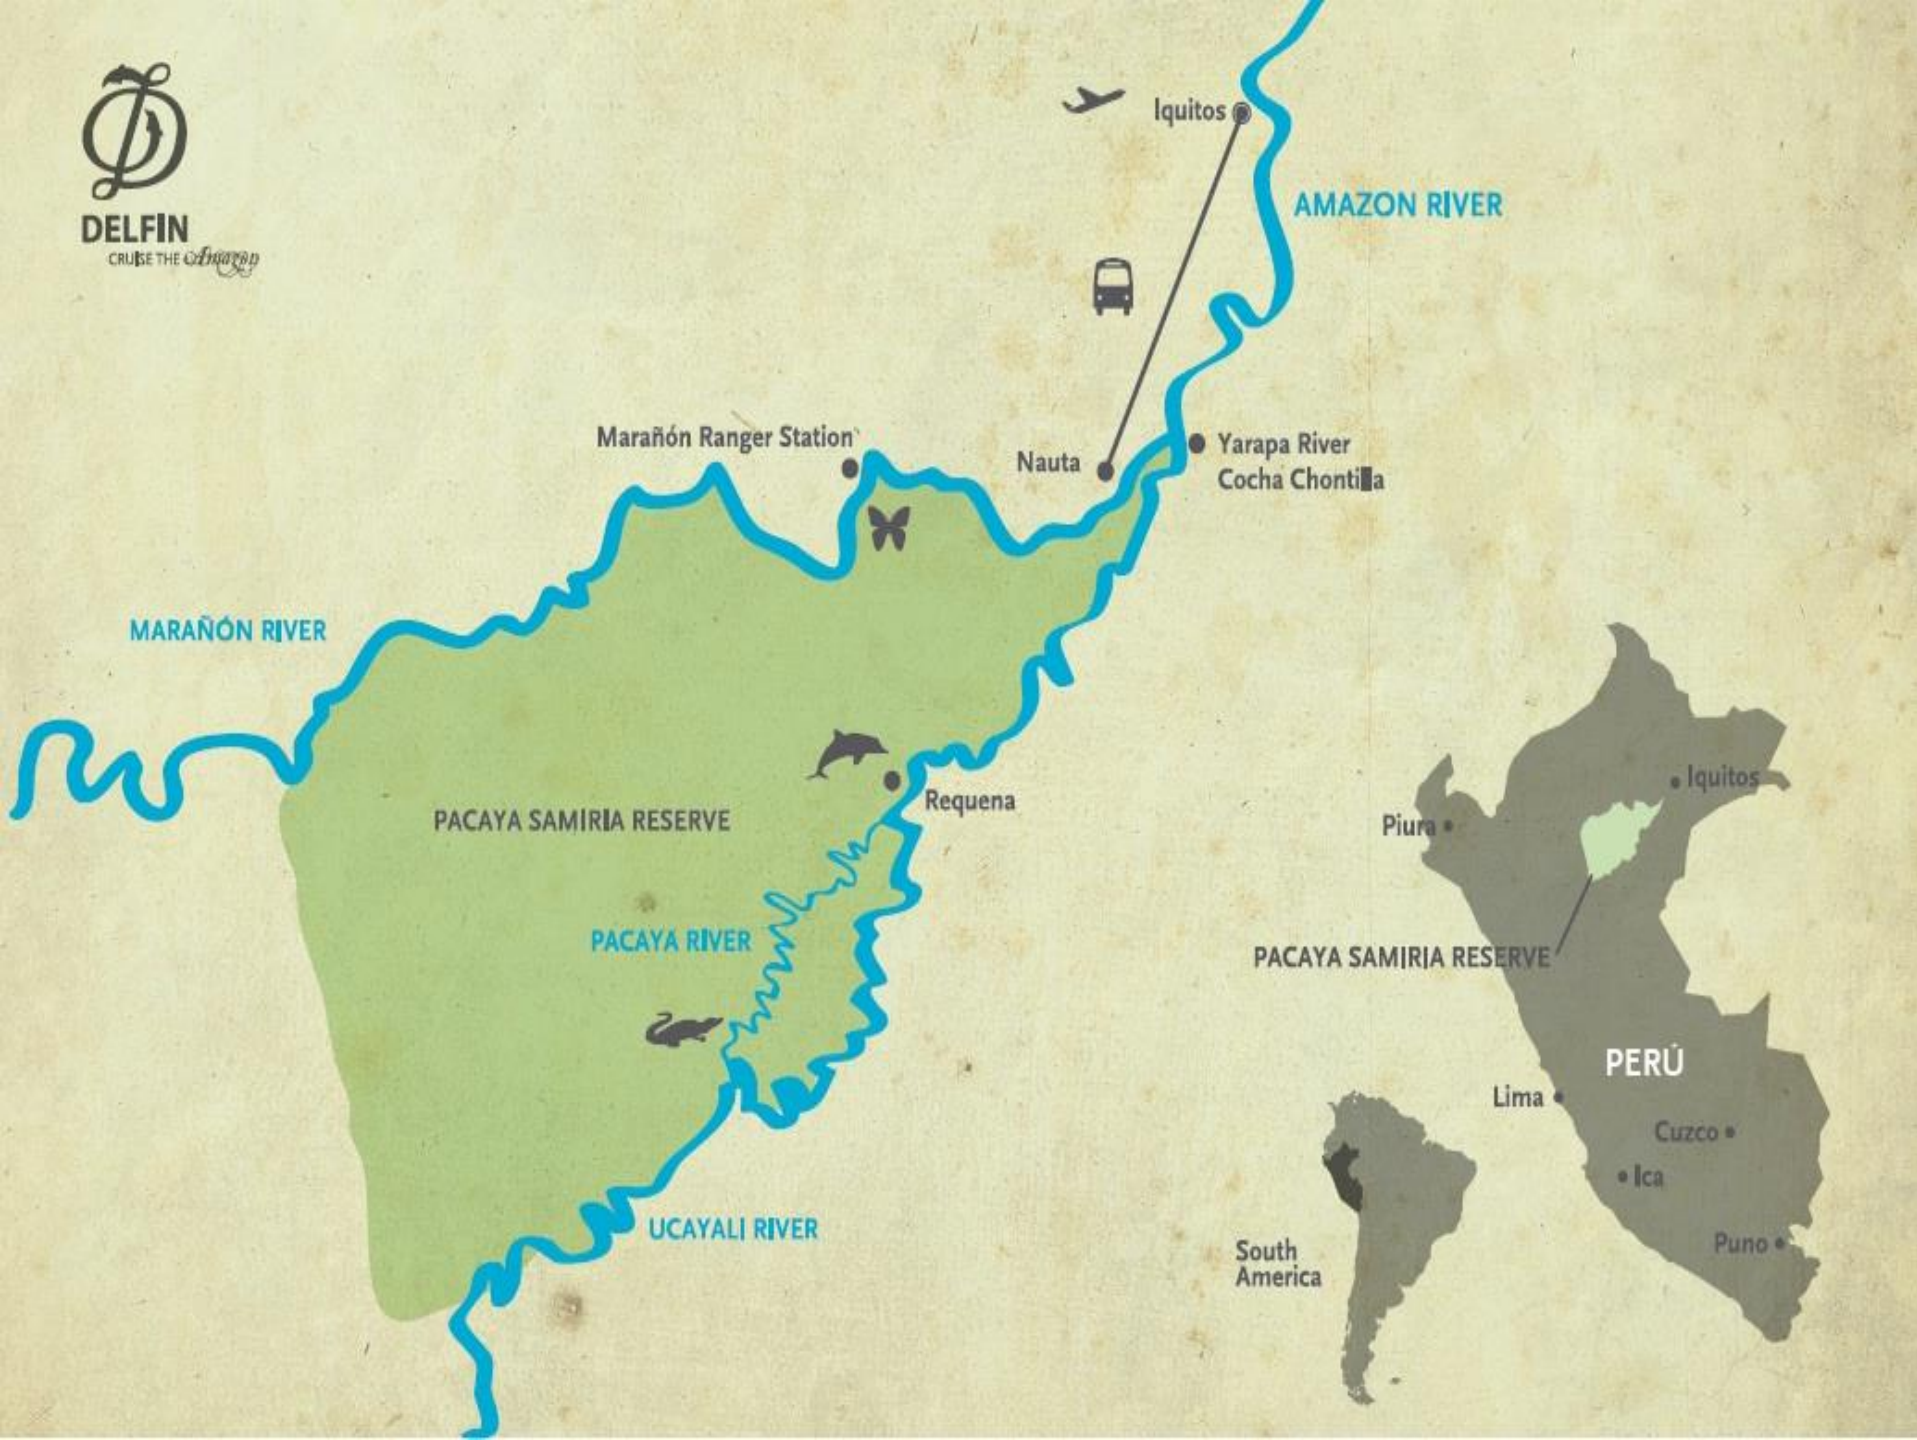 DELFIN
CRUISE THE Amazon
Iquitos
AMAZON RIVER
Marañón Ranger Station
Nauta
Yarapa River
Cocha Chontilla
MARAÑÓN RIVER
Requena
PACAYA SAMIRIA RESERVE
PACAYA RIVER
UCAYALI RIVER
Iquitos
Piura
PACAYA SAMIRIA RESERVE
PERÚ
Lima
Cuzco
Ica
Puno
South
America